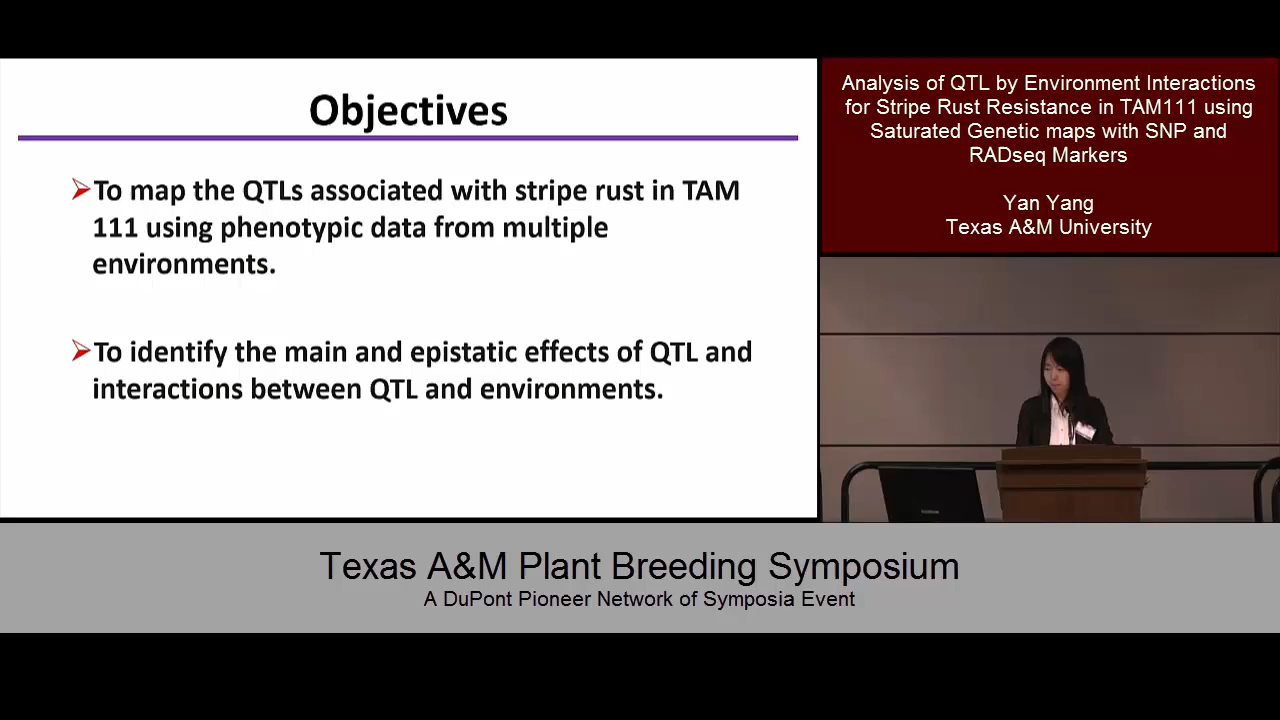 Objectives
To map the QTLs associated with stripe rust in TAM
111 using phenotypic data from multiple
environments.
To identify the main and epistatic effects of QTL and
interactions between QTL and environments.
Analysis of QTL by Environment Interactions
for Stripe Rust Resistance in TAM111 using
Saturated Genetic maps with SNP and
RADseq Markers
Yan Yang
Texas A&M University
Texas A&M Plant Breeding Symposium
A DuPont Pioneer Network of Symposia Event